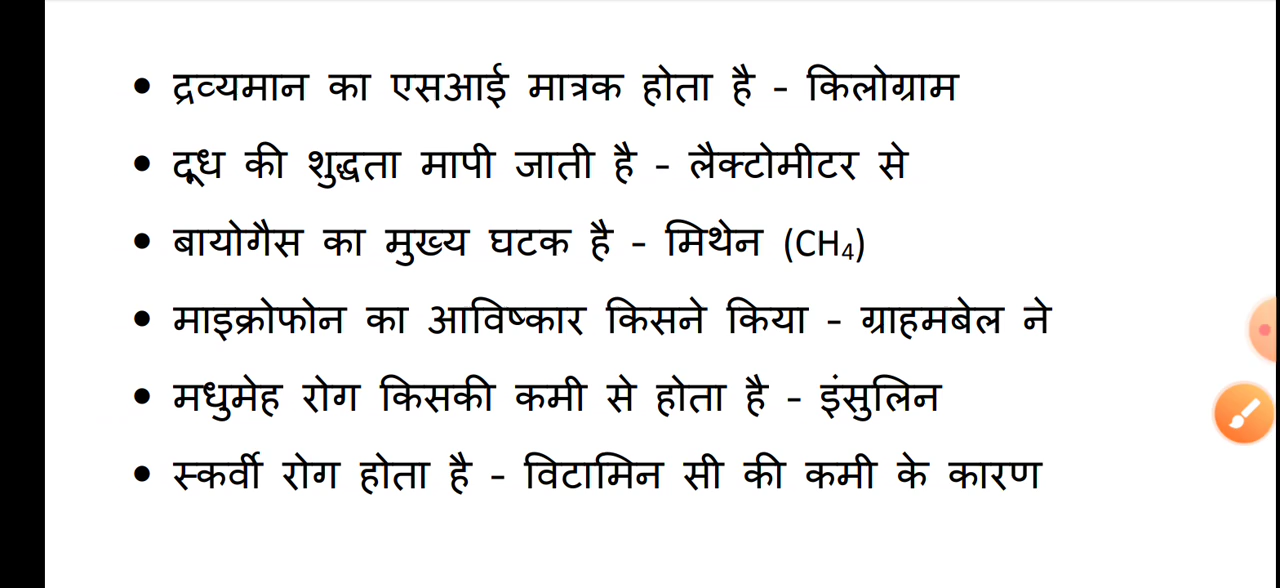 • द्रव्यमान का एसआई मात्रक होता है - किलोग्राम
• दूध की शुद्धता मापी जाती है - लैक्टोमीटर से
• बायोगैस का मुख्य घटक है - मिथेन (CH₄)
• माइक्रोफोन का आविष्कार किसने किया - ग्राहमबेल ने
• मधुमेह रोग किसकी कमी से होता है - इंसुलिन
• स्कर्वी रोग होता है - विटामिन सी की कमी के कारण